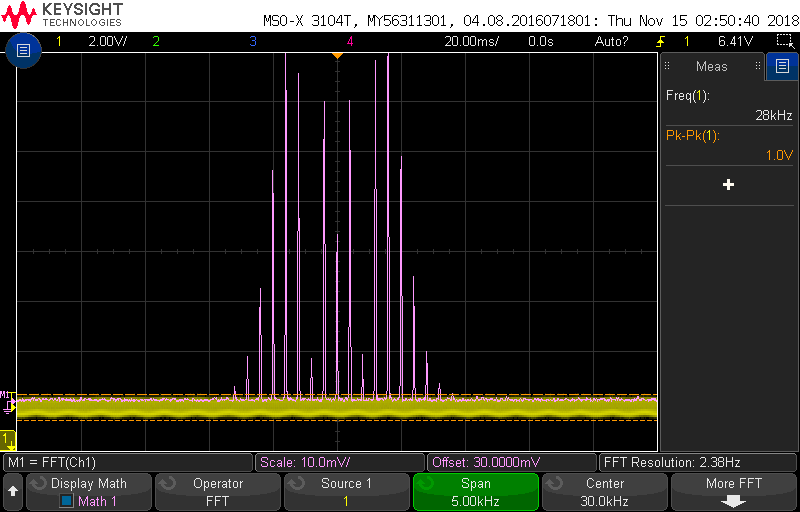 KEYSIGHT
TECHNOLOGIES
MSO-X 3104T, MY56311301, 04.08.2016071801: Thu Nov 15 02:50:40 2018
1 2.00V/ 2 3 4 20.00ms/ 0.0s Auto? 1 6.41V
Meas
Freq(1):
28kHz
Pk-Pk(1):
1.0V
M1
1
M1 = FFT(Ch1) Scale: 10.0mV/ Offset: 30.0000mV FFT Resolution: 2.38Hz
Display Math Operator Source 1 Span Center More FFT
Math 1 FFT 1 5.00kHz 30.0kHz